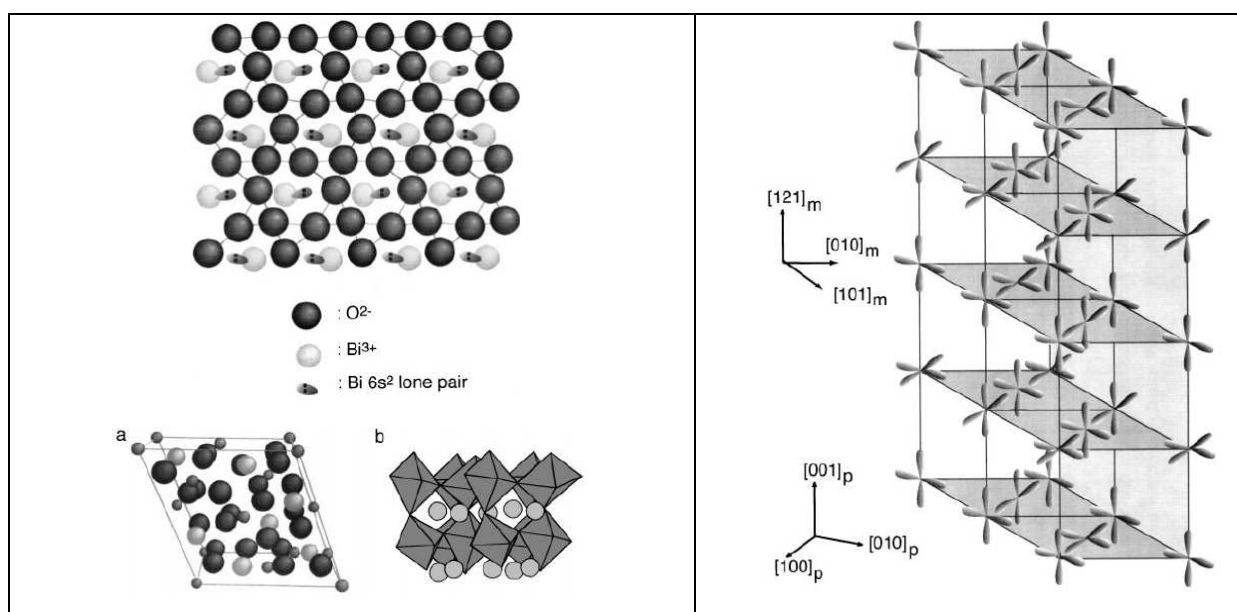 : O²⁻
: Bi³⁺
: Bi 6s² lone pair
a
b
[121]m
[010]m
[101]m
[001]p
[010]p
[100]p